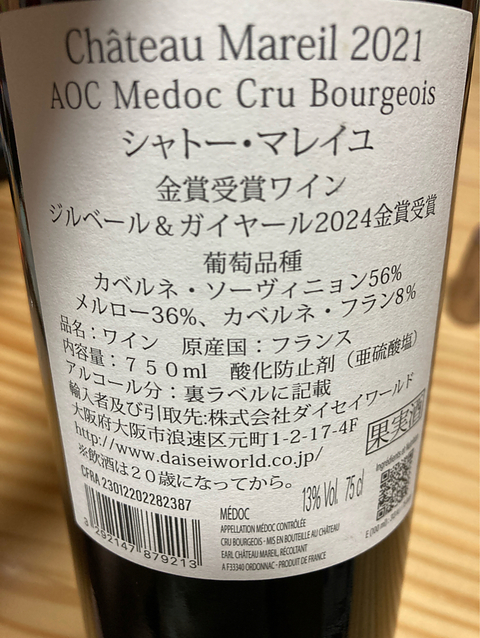 Château Mareil 2021
AOC Medoc Cru Bourgeois
シャトー・マレイユ
金賞受賞ワイン
ジルベール＆ガイヤール2024金賞受賞
葡萄品種
カベルネ・ソーヴィニョン56%
メルロー36%、カベルネ・フラン8%
品名：ワイン　原産国：フランス
内容量：７５０ml　酸化防止剤（亜硫酸塩）
アルコール分：裏ラベルに記載
輸入者及び引取先:株式会社ダイセイワールド
大阪府大阪市浪速区元町1-2-17-4F
http://www.daiseiworld.co.jp/
果実酒
※飲酒は２０歳になってから。
CFRA 23012202282387
3 292147 879213
MÉDOC
13% Vol. 75 cl
APPELLATION MÉDOC CONTRÔLÉE
CRU BOURGEOIS - MIS EN BOUTEILLE AU CHÂTEAU
EARL CHÂTEAU MAREIL, RÉCOLTANT
A F33340 ORDONNAC - PRODUIT DE FRANCE